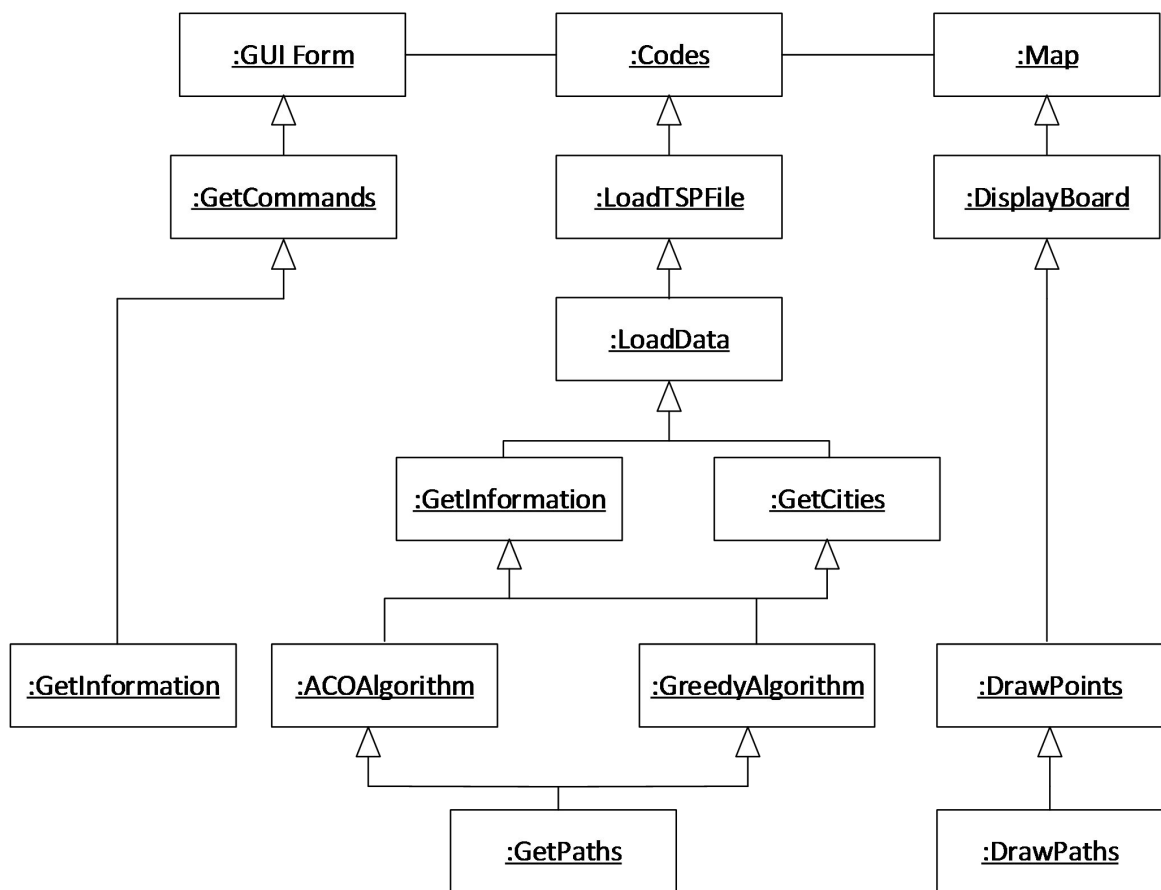 :GUI Form
:Codes
:Map
:GetCommands
:LoadTSPFile
:DisplayBoard
:LoadData
:GetInformation
:GetCities
:GetInformation
:ACOAlgorithm
:GreedyAlgorithm
:DrawPoints
:GetPaths
:DrawPaths